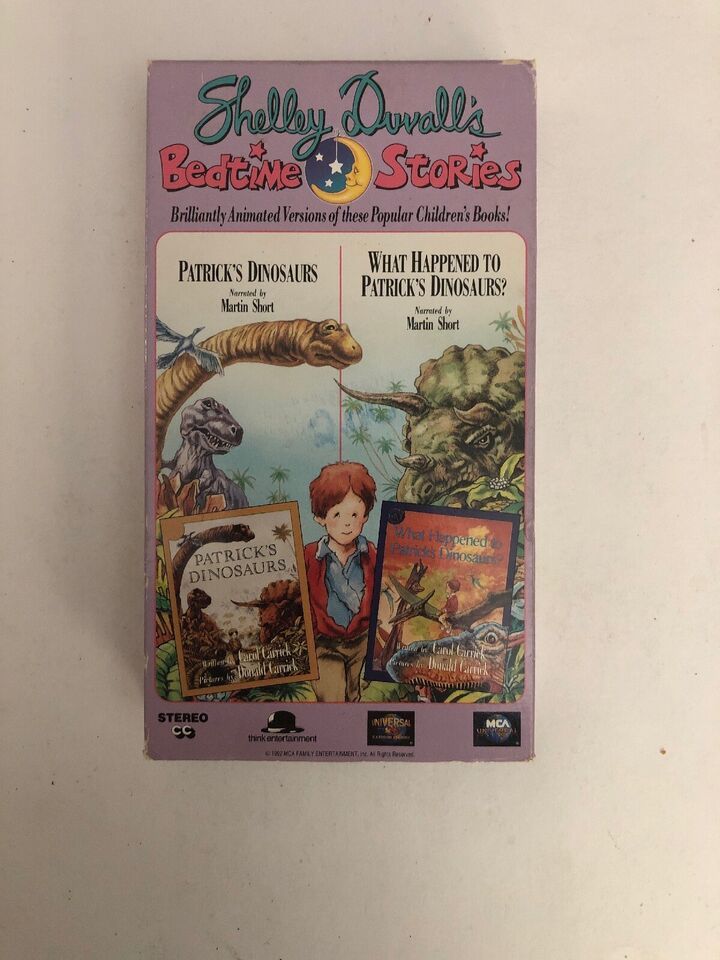 Shelley Duvall's
Bedtime Stories
Brilliantly Animated Versions of these Popular Children's Books!
PATRICK'S DINOSAURS
Narrated by
Martin Short
WHAT HAPPENED TO
PATRICK'S DINOSAURS?
Narrated by
Martin Short
PATRICK'S
DINOSAURS
Written by Carol Carrick
Pictures by Donald Carrick
What Happened to
Patrick's Dinosaurs?
Written by Carol Carrick
Pictures by Donald Carrick
STEREO
CC
think entertainment
UNIVERSAL
MCA
UNIVERSAL
© 1992 MCA FAMILY ENTERTAINMENT, Inc. All Rights Reserved.